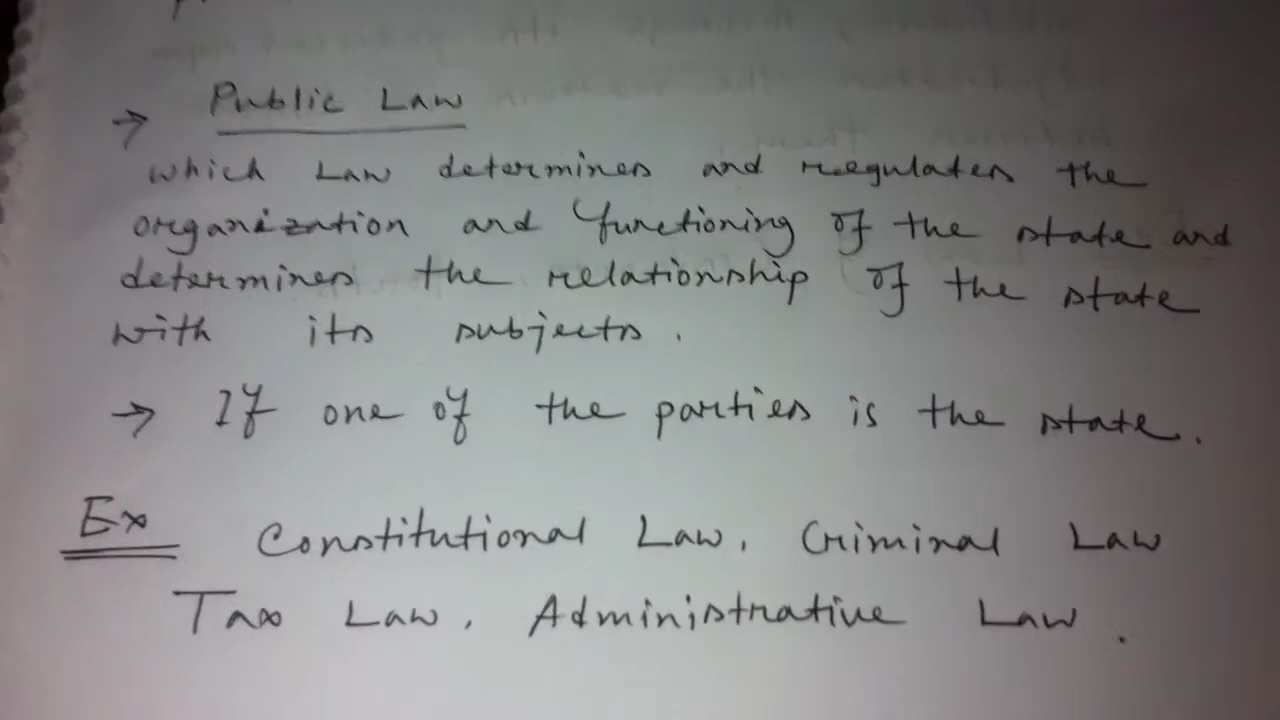 → Public Law
which Law determines and regulates the
organization and functioning of the state and
determines the relationship of the state
with its subjects.
→ If one of the parties is the state.
Ex Constitutional Law, Criminal Law
Tax Law, Administrative Law.